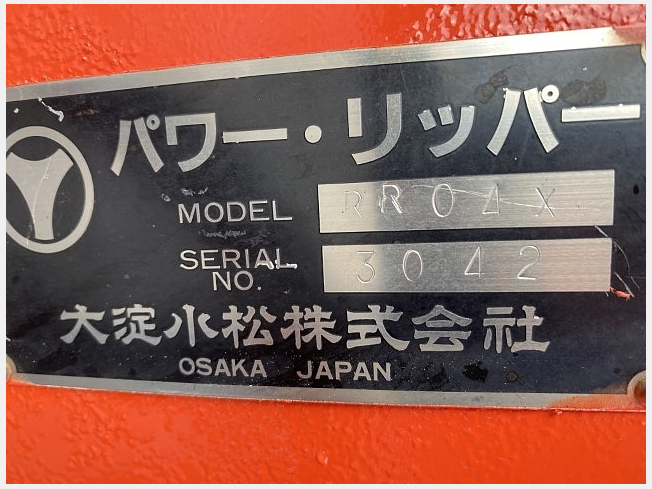 パワー・リッパー
MODEL RR04X
SERIAL NO. 3042
大淀小松株式会社
OSAKA JAPAN